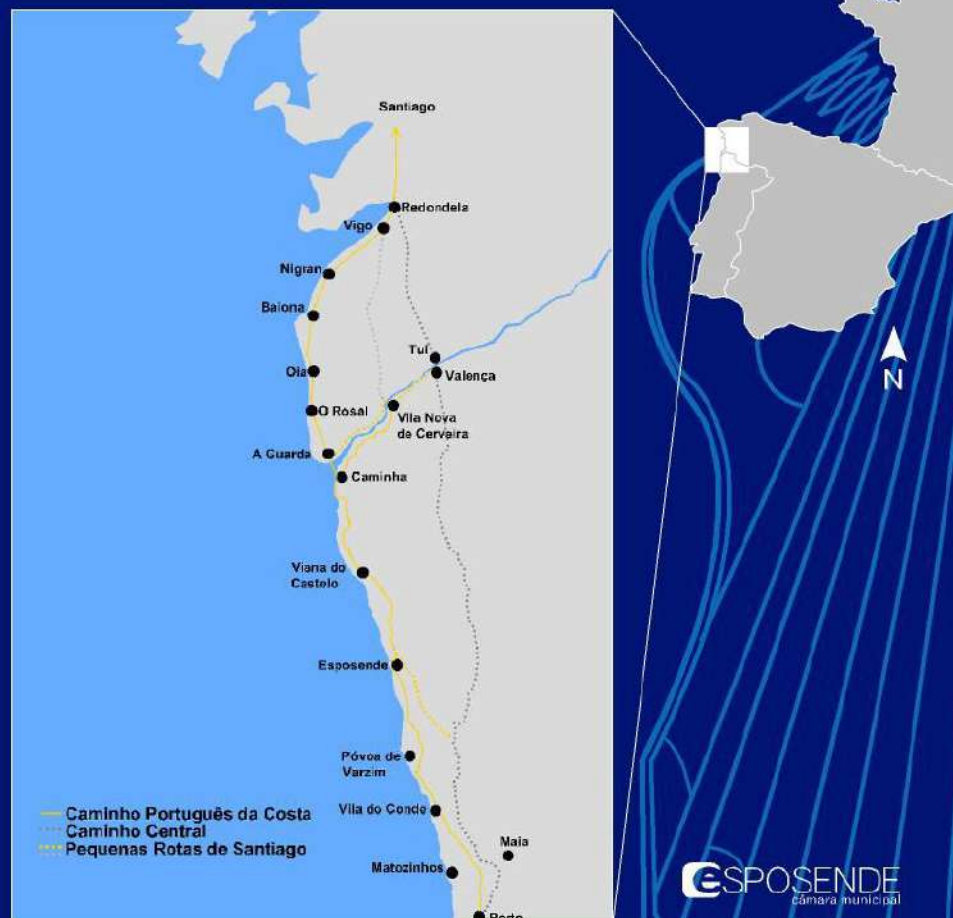 Santiago
Redondela
Vigo
Nigran
Baiona
Tui
Valença
Oia
O Rosal
Vila Nova
de Cerveira
A Guarda
Caminha
Viana do
Castelo
Esposende
Póvoa de
Varzim
Vila do Conde
Maia
Matozinhos
Porto
Caminho Português da Costa
Caminho Central
Pequenas Rotas de Santiago
N
eSPOSENDE
câmara municipal